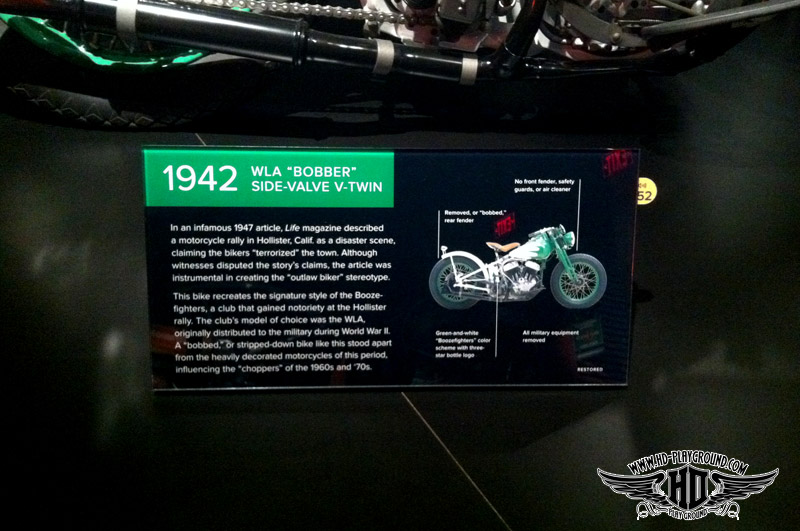 1942 WLA “BOBBER”
SIDE-VALVE V-TWIN
In an infamous 1947 article, Life magazine described
a motorcycle rally in Hollister, Calif. as a disaster scene,
claiming the bikers “terrorized” the town. Although
witnesses disputed the story’s claims, the article was
instrumental in creating the “outlaw biker” stereotype.
This bike recreates the signature style of the Booze-
fighters, a club that gained notoriety at the Hollister
rally. The club’s model of choice was the WLA,
originally distributed to the military during World War II.
A “bobbed,” or stripped-down bike like this stood apart
from the heavily decorated motorcycles of this period,
influencing the “choppers” of the 1960s and ’70s.
No front fender, safety
guards, or air cleaner
Removed, or “bobbed,”
rear fender
Green-and-white
“Boozefighters” color
scheme with three-
star bottle logo
All military equipment
removed
RESTORED
52
WWW.HD-PLAYGROUND.COM
HD
PLAYGROUND